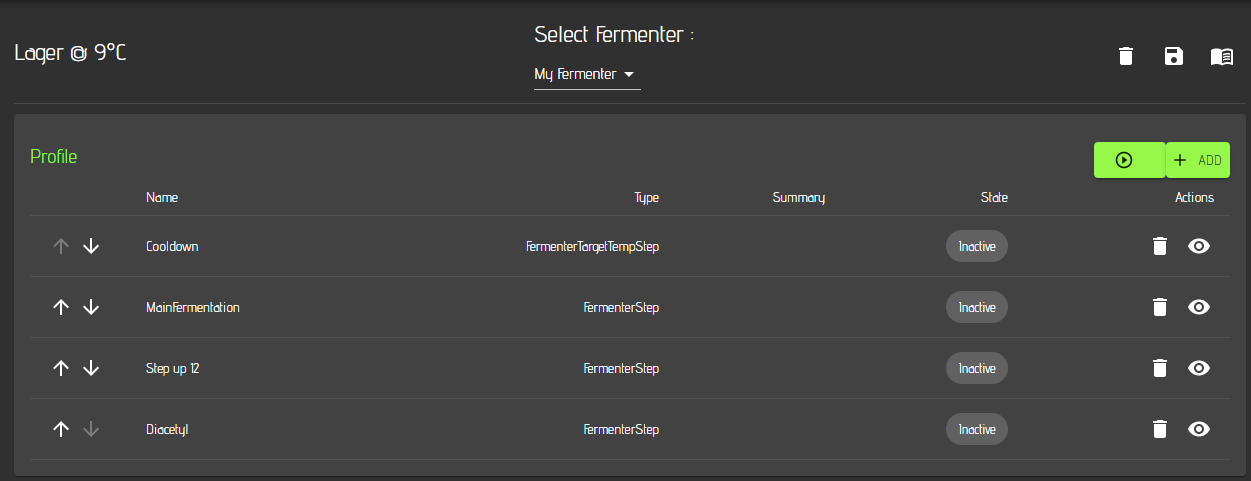 Lager @ 9°C
Select Fermenter :
My Fermenter
Profile
ADD
Name Type Summary State Actions
Cooldown FermenterTargetTempStep Inactive
MainFermentation FermenterStep Inactive
Step up 12 FermenterStep Inactive
Diacetyl FermenterStep Inactive